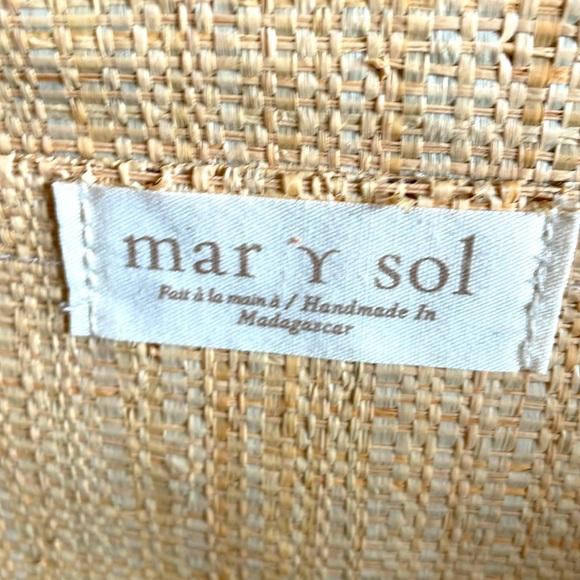 mar Y sol
Fait à la main à / Handmade In
Madagascar